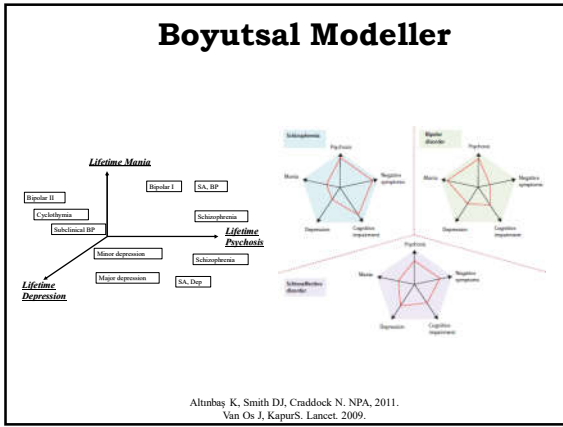 Boyutsal Modeller
Lifetime Mania
Bipolar I
SA, BP
Bipolar II
Cyclothymia
Subclinical BP
Schizophrenia
Lifetime
Psychosis
Minor depression
Schizophrenia
Major depression
SA, Dep
Lifetime
Depression
Schizophrenia
Psychosis
Mania
Negative
symptoms
Depression
Cognitive
impairment
Bipolar
disorder
Psychosis
Mania
Negative
symptoms
Depression
Cognitive
impairment
Schizoaffective
disorder
Psychosis
Mania
Negative
symptoms
Depression
Cognitive
impairment
Altınbaş K, Smith DJ, Craddock N. NPA, 2011.
Van Os J, KapurS. Lancet. 2009.